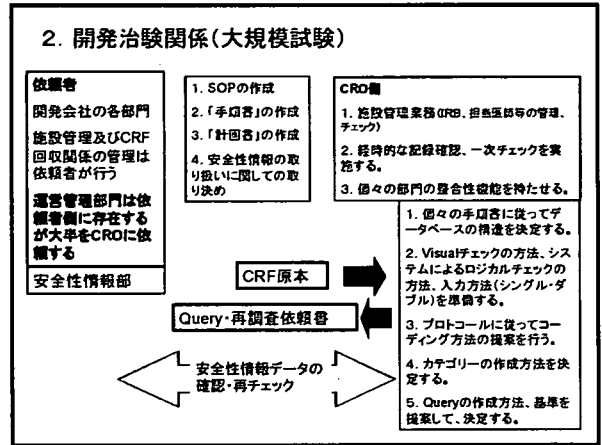 2. 開発治験関係(大規模試験)
依頼者
開発会社の各部門
施設管理及びCRF
回収関係の管理は
依頼者が行う
運営管理部門は依
頼者側に存在する
が大半をCROに依
頼する
安全性情報部
1. SOPの作成
2.「手順書」の作成
3.「計画書」の作成
4. 安全性情報の取
り扱いに関しての取
り決め
CRO側
1. 施設管理業務(IRB、担当医師等の管理、
チェック)
2. 経時的な記録確認、一次チェックを実
施する。
3. 個々の部門の整合性機能を持たせる。
1. 個々の手順書に従ってデ
ータベースの構造を決定する。
2. Visualチェックの方法、シス
テムによるロジカルチェックの
方法、入力方法(シングル・ダ
ブル)を準備する。
3. プロトコールに従ってコー
ディング方法の提案を行う。
4. カテゴリーの作成方法を決
定する。
5. Queryの作成方法、基準を
提案して、決定する。
CRF原本
Query・再調査依頼書
安全性情報データの
確認・再チェック